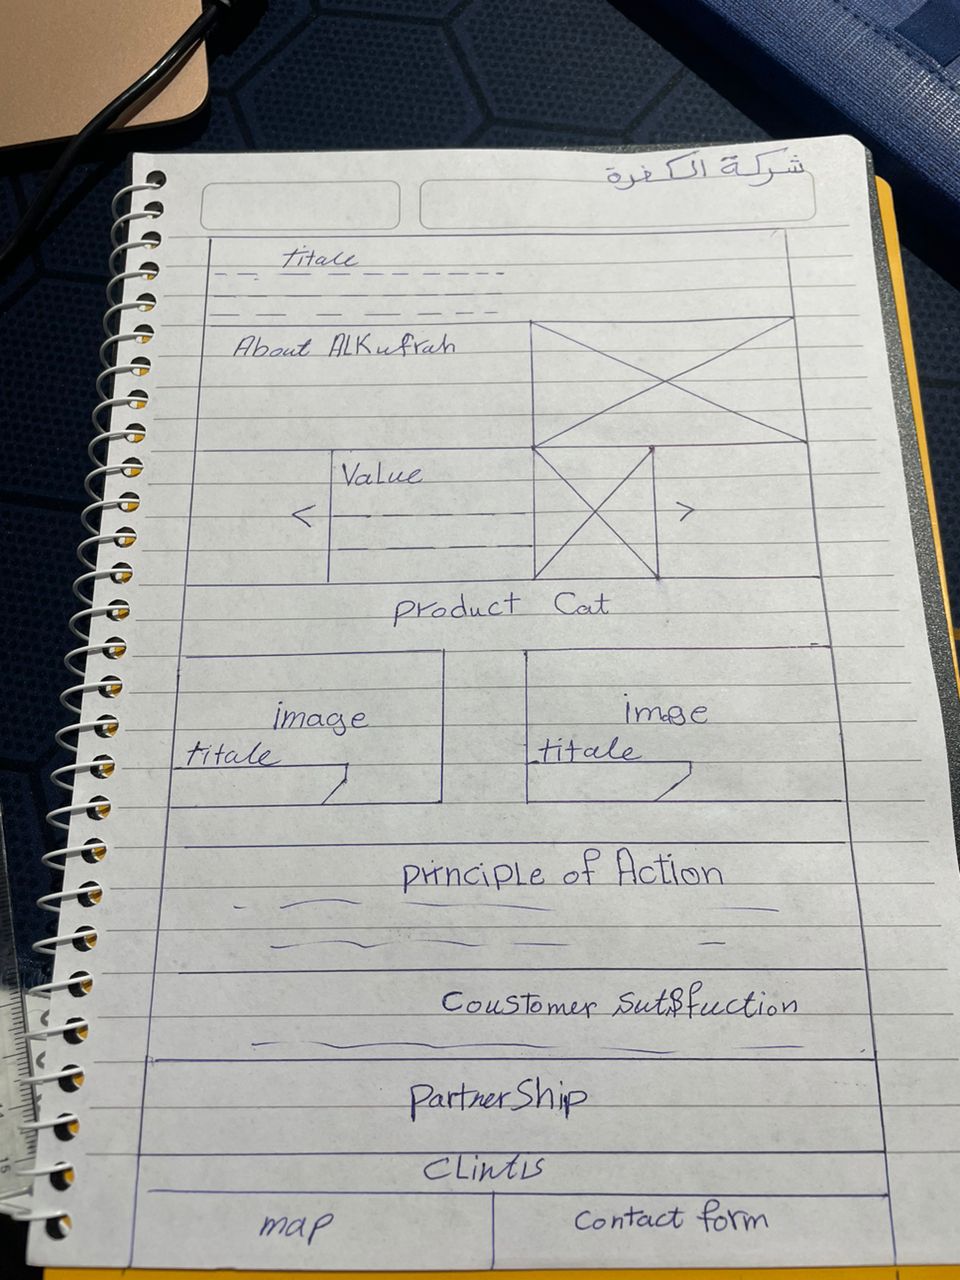 شركة الكفرة
titale
About ALKufrah
< Value >
product Cat
image imge
titale titale
principle of Action
Coustomer sutsfuction
partnerShip
CLintis
map contact form